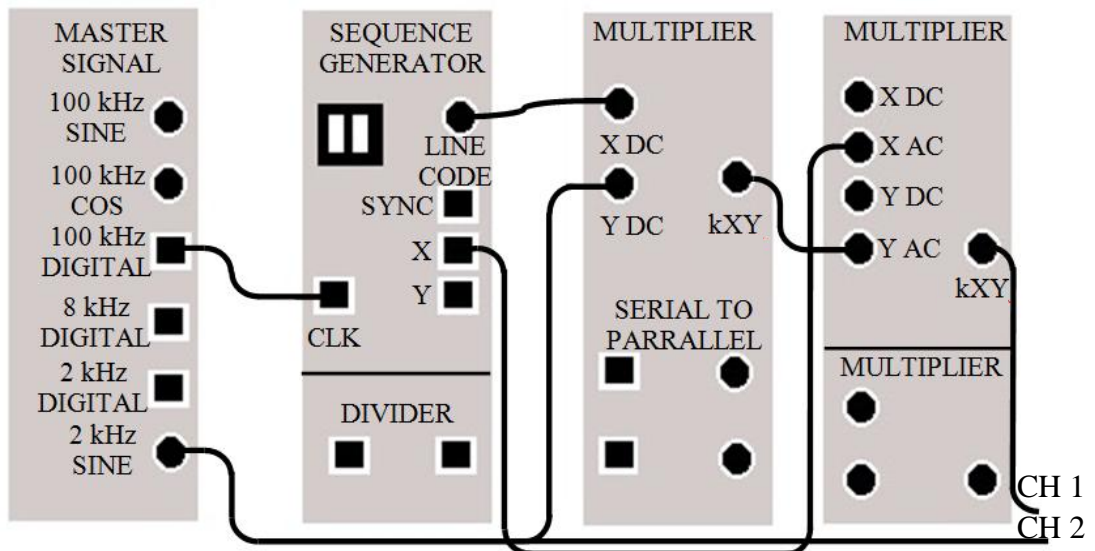 MASTER
SIGNAL
100 kHz
SINE
100 kHz
COS
100 kHz
DIGITAL
8 kHz
DIGITAL
2 kHz
DIGITAL
2 kHz
SINE
SEQUENCE
GENERATOR
LINE
CODE
SYNC
X
Y
CLK
DIVIDER
MULTIPLIER
X DC
Y DC
kXY
SERIAL TO
PARRALLEL
MULTIPLIER
X DC
X AC
Y DC
Y AC
kXY
MULTIPLIER
CH 1
CH 2